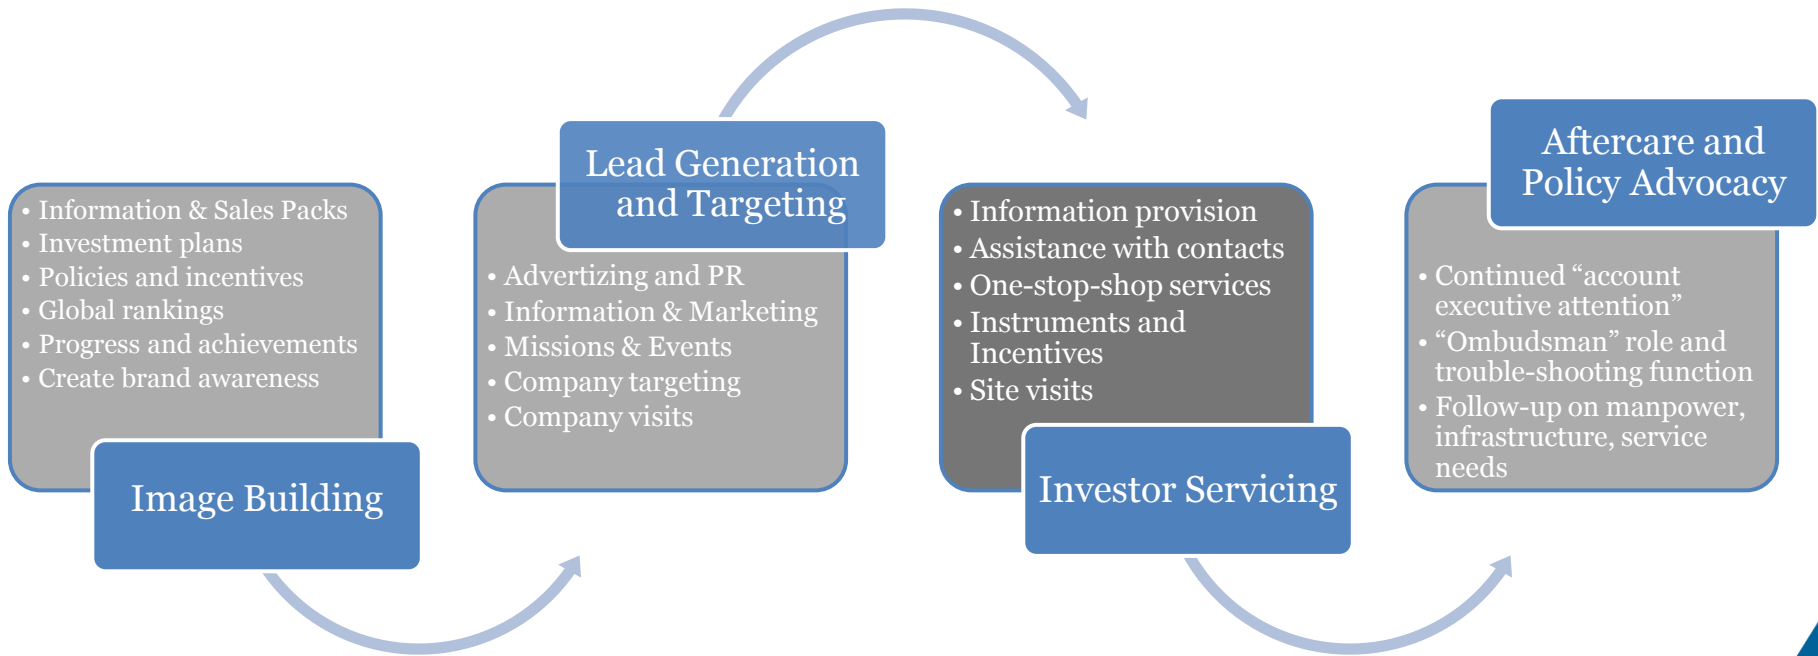 • Information & Sales Packs
• Investment plans
• Policies and incentives
• Global rankings
• Progress and achievements
• Create brand awareness
Image Building
Lead Generation
and Targeting
• Advertizing and PR
• Information & Marketing
• Missions & Events
• Company targeting
• Company visits
• Information provision
• Assistance with contacts
• One-stop-shop services
• Instruments and
Incentives
• Site visits
Investor Servicing
Aftercare and
Policy Advocacy
• Continued “account
executive attention”
• “Ombudsman” role and
trouble-shooting function
• Follow-up on manpower,
infrastructure, service
needs